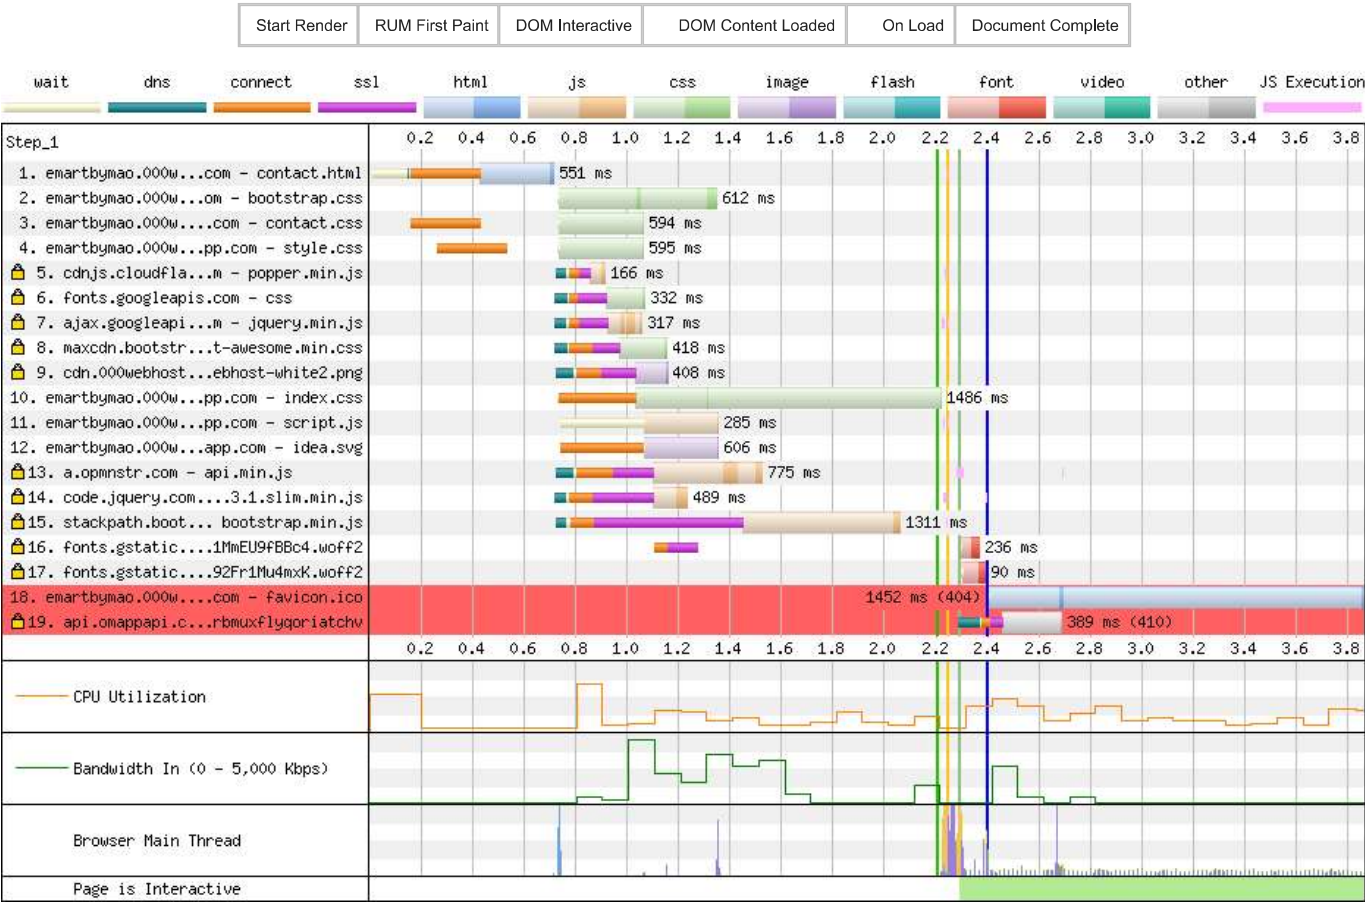 Start Render RUM First Paint DOM Interactive DOM Content Loaded On Load Document Complete
wait dns connect ssl html js css image flash font video other JS Execution
Step_1 0.2 0.4 0.6 0.8 1.0 1.2 1.4 1.6 1.8 2.0 2.2 2.4 2.6 2.8 3.0 3.2 3.4 3.6 3.8
1. emartbymao.000w...com - contact.html 551 ms
2. emartbymao.000w...om - bootstrap.css 612 ms
3. emartbymao.000w....com - contact.css 594 ms
4. emartbymao.000w...pp.com - style.css 595 ms
5. cdnjs.cloudfla...m - popper.min.js 166 ms
6. fonts.googleapis.com - css 332 ms
7. ajax.googleapi...m - jquery.min.js 317 ms
8. maxcdn.bootstr...t-awesome.min.css 418 ms
9. cdn.000webhost...ebhost-white2.png 408 ms
10. emartbymao.000w...pp.com - index.css 1486 ms
11. emartbymao.000w...pp.com - script.js 285 ms
12. emartbymao.000w...app.com - idea.svg 606 ms
13. a.opmnstr.com - api.min.js 775 ms
14. code.jquery.com....3.1.slim.min.js 489 ms
15. stackpath.boot... bootstrap.min.js 1311 ms
16. fonts.gstatic....1MmEU9fBBc4.woff2 236 ms
17. fonts.gstatic....92Fr1Mu4mxK.woff2 90 ms
18. emartbymao.000w....com - favicon.ico 1452 ms (404)
19. api.omappapi.c...rbmuxflyqoriatchv 389 ms (410)
0.2 0.4 0.6 0.8 1.0 1.2 1.4 1.6 1.8 2.0 2.2 2.4 2.6 2.8 3.0 3.2 3.4 3.6 3.8
CPU Utilization
Bandwidth In (0 - 5,000 Kbps)
Browser Main Thread
Page is Interactive